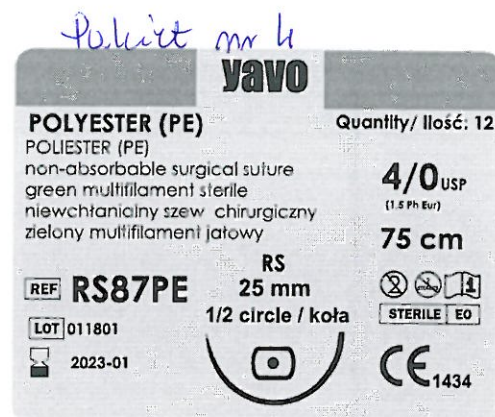 Pakiet nr 4
yavo
POLYESTER (PE)
POLIESTER (PE)
non-absorbable surgical suture
green multifilament sterile
niewchłanialny szew chirurgiczny
zielony multifilament jałowy
Quantity/ Ilość: 12
4/0 USP
(1.5 Ph Eur)
75 cm
REF RS87PE
LOT 011801
2023-01
RS
25 mm
1/2 circle / koła
STERILE EO
CE 1434